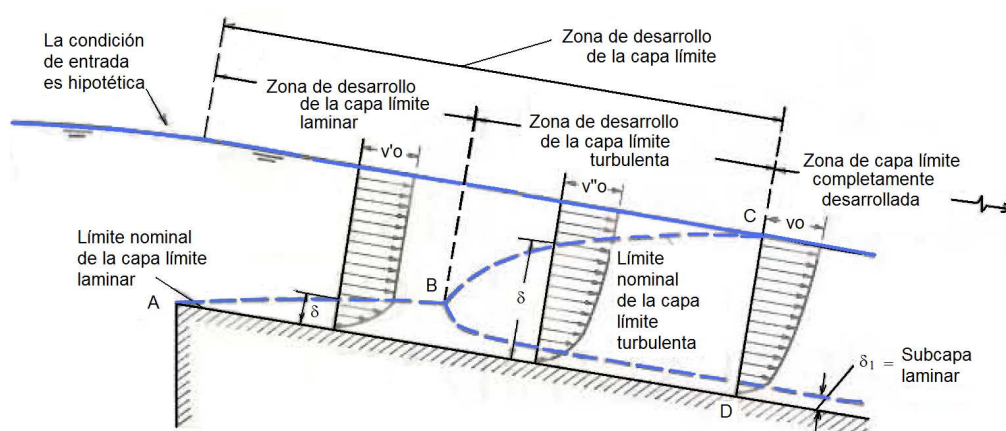 La condición
de entrada
es hipotética
Zona de desarrollo
de la capa límite
Zona de desarrollo
de la capa límite
laminar
Zona de desarrollo
de la capa límite
turbulenta
Zona de capa límite
completamente
desarrollada
v'o
v"o
C
vo
Límite nominal
de la capa límite
laminar
A
δ
B
δ
Límite
nominal
de la capa
límite
turbulenta
δ1 = Subcapa
laminar
D